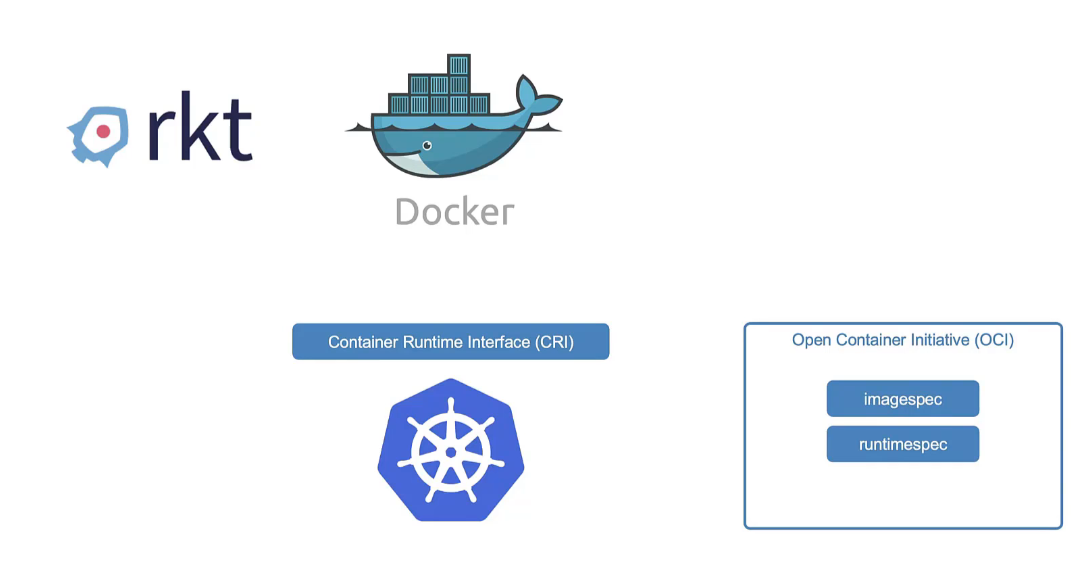 rkt
Docker
Container Runtime Interface (CRI)
Open Container Initiative (OCI)
imagespec
runtimespec